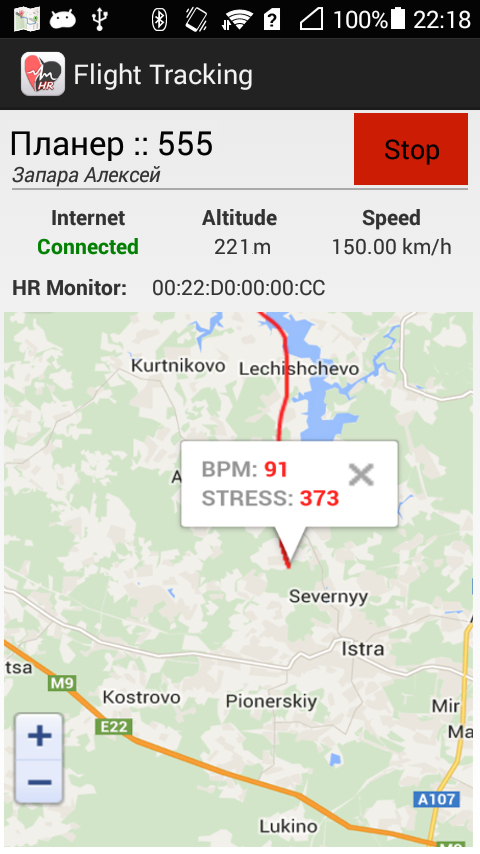 100% 22:18
HR Flight Tracking
Планер :: 555
Stop
Запара Алексей
Internet Altitude Speed
Connected 221m 150.00 km/h
HR Monitor: 00:22:D0:00:00:CC
Kurtnikovo Lechishchevo
A
BPM: 91
STRESS: 373
Severnyy
Istra
tsa
M9
Kostrovo Pionerskiy Mir
E22 Ma
+
−
A107
Lukino
M9